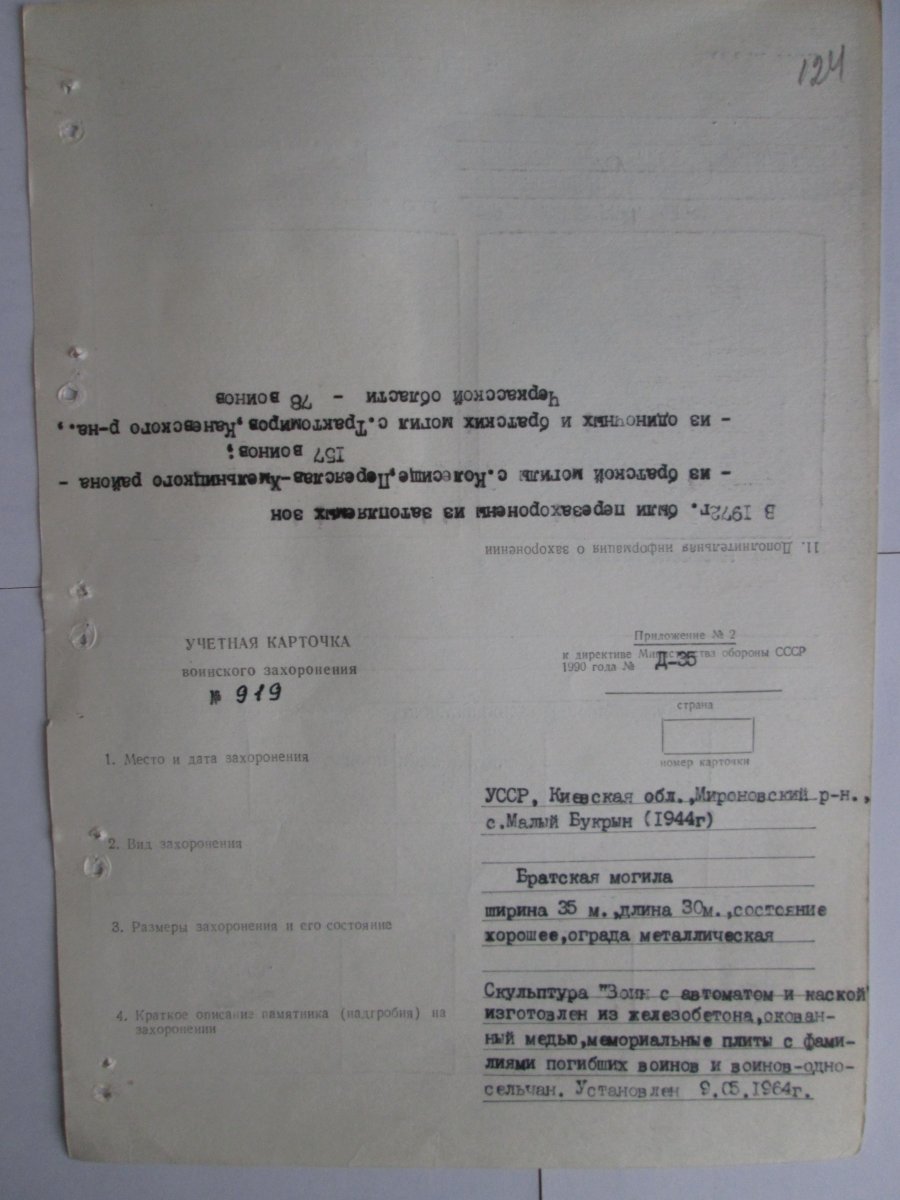 124
11. Дополнительная информация о захоронении
В 1972г. были перезахоронены из затопляемых зон
- из братской могилы с.Колесище,Переяслав-Хмельницкого района -
157 воинов;
- из одиночных и братских могил с.Трактомиров,Каневского р-на.,
Черкасской области - 78 воинов
УЧЕТНАЯ КАРТОЧКА
воинского захоронения
№ 919
Приложение № 2
к директиве Министерства обороны СССР
1990 года № Д-35
страна
номер карточки
1. Место и дата захоронения
УССР, Киевская обл.,Мироновский р-н.,
с.Малый Букрын (1944г)
2. Вид захоронения
Братская могила
3. Размеры захоронения и его состояние
ширина 35 м.,длина 30м.,состояние
хорошее,ограда металлическая
4. Краткое описание памятника (надгробия) на
захоронении
Скульптура "Воин с автоматом и каской"
изготовлен из железобетона,окован-
ный медью,мемориальные плиты с фами-
лиями погибших воинов и воинов-одно-
сельчан. Установлен 9.05.1964г.